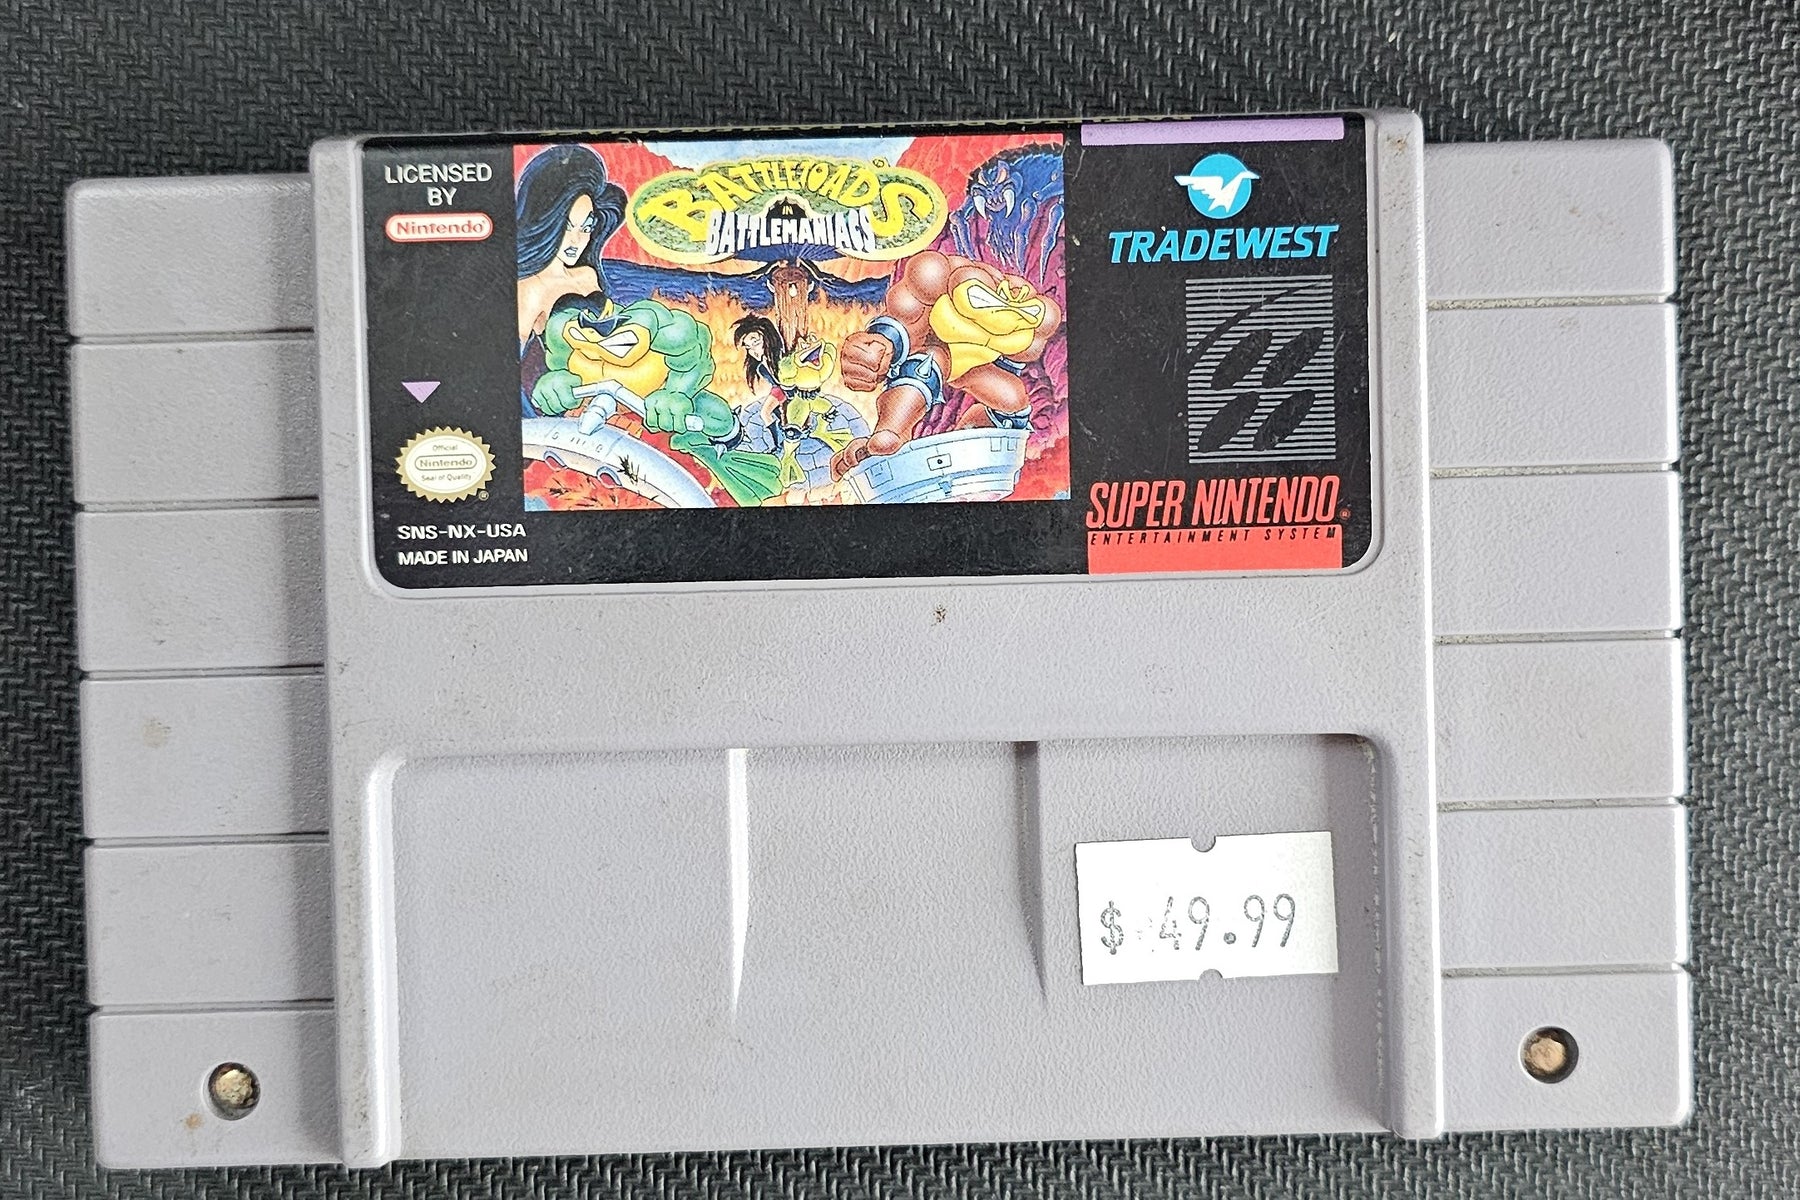 LICENSED
BY
Nintendo®
BATTLETOADS
IN
BATTLEMANIACS
TRADEWEST
Official
Nintendo
Seal of Quality
®
SNS-NX-USA
MADE IN JAPAN
SUPER NINTENDO®
ENTERTAINMENT SYSTEM
$ 49.99